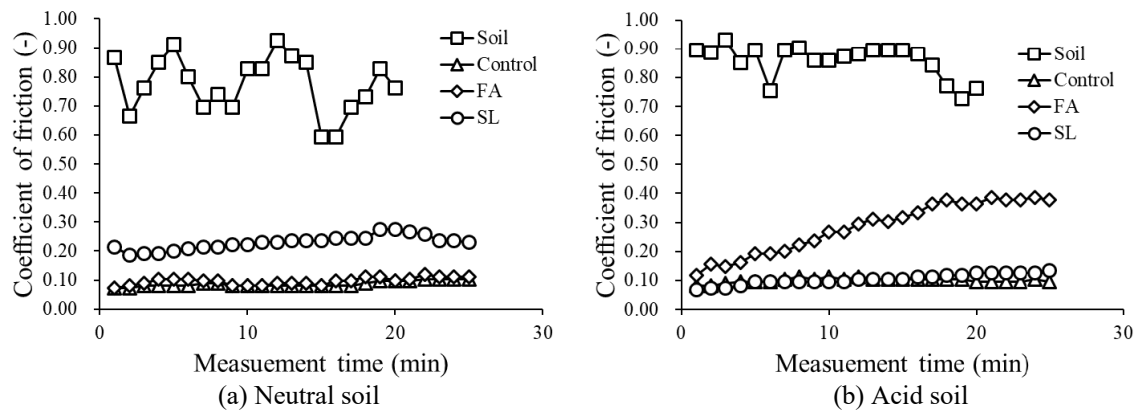 1.00
0.90
0.80
0.70
0.60
0.50
0.40
0.30
0.20
0.10
0.00
Coefficient of friction (-)
Soil
Control
FA
SL
0
10
20
30
Measuement time (min)
(a) Neutral soil
1.00
0.90
0.80
0.70
0.60
0.50
0.40
0.30
0.20
0.10
0.00
Coefficient of friction (-)
Soil
Control
FA
SL
0
10
20
30
Measuement time (min)
(b) Acid soil